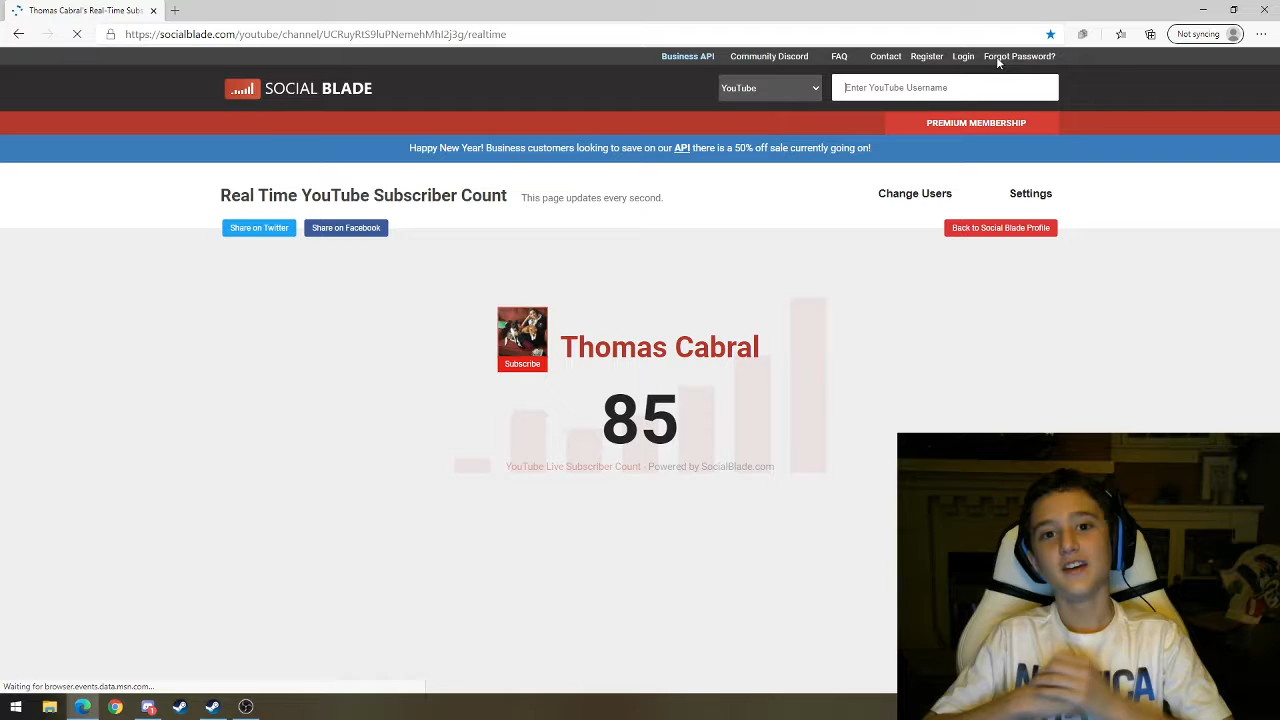 Thomas Cabral's Real-Time Subs
https://socialblade.com/youtube/channel/UCRuyRtS9luPNemehMhI2j3g/realtime
Not syncing
Business API Community Discord FAQ Contact Register Login Forgot Password?
SOCIAL BLADE
YouTube
Enter YouTube Username
PREMIUM MEMBERSHIP
Happy New Year! Business customers looking to save on our API there is a 50% off sale currently going on!
Real Time YouTube Subscriber Count This page updates every second. Change Users Settings
Share on Twitter Share on Facebook Back to Social Blade Profile
Thomas Cabral
Subscribe
85
YouTube Live Subscriber Count - Powered by SocialBlade.com
Waiting for browser.events.data.msn.com...